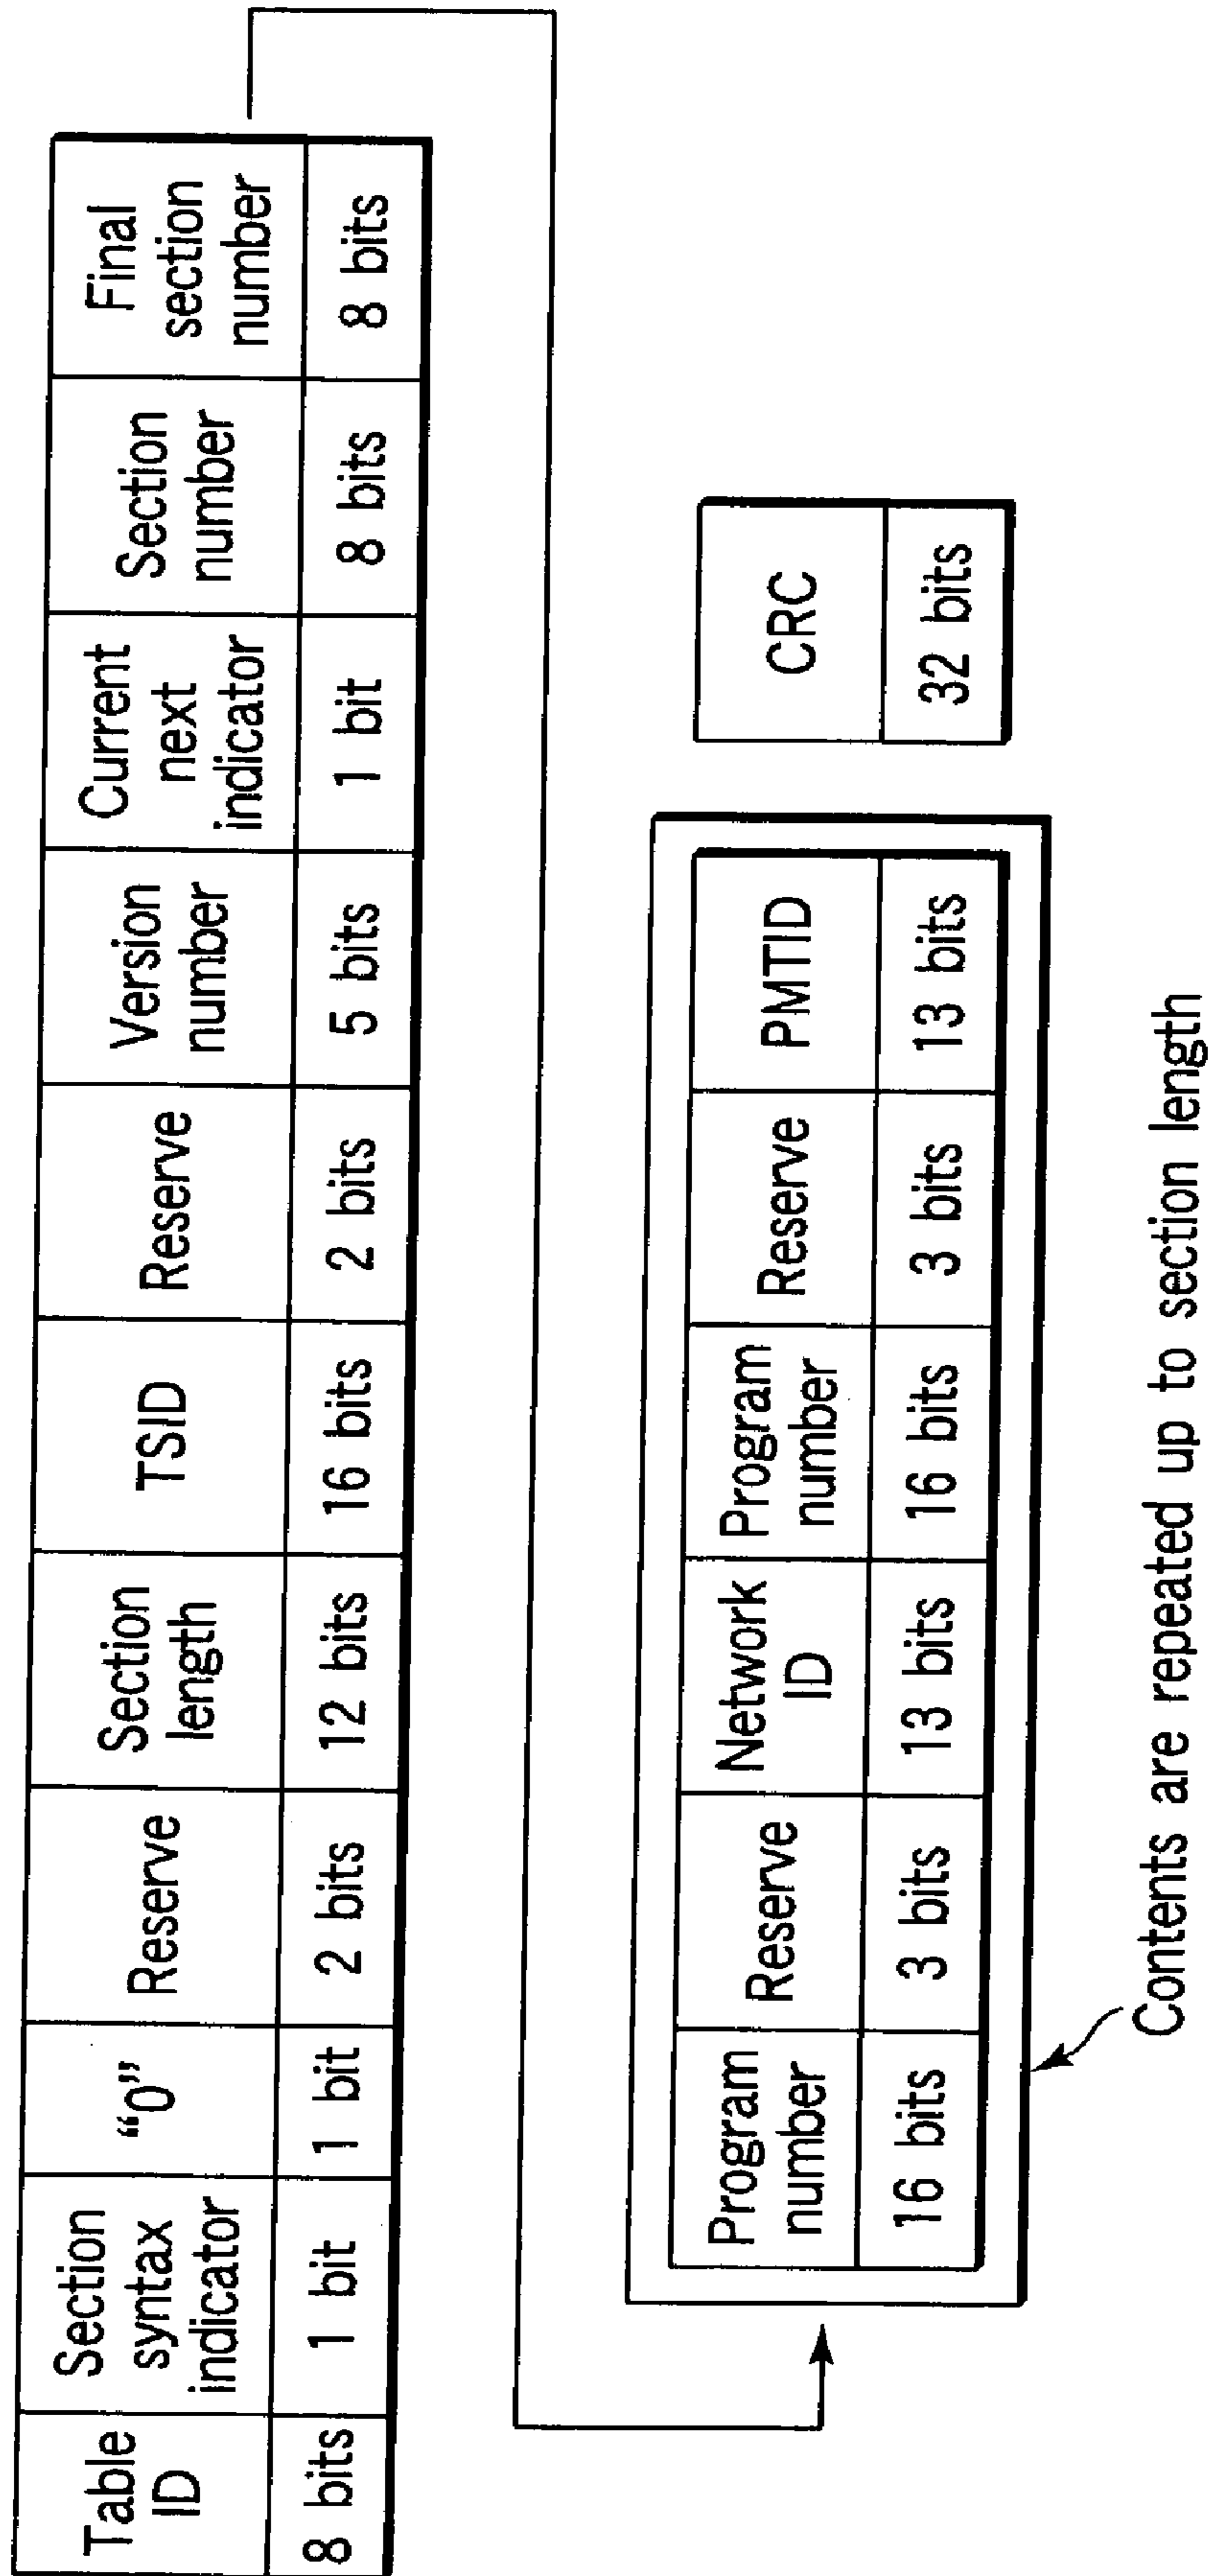 Table
ID
8 bits
Section
syntax
indicator
1 bit
“0”
1 bit
Reserve
2 bits
Section
length
12 bits
TSID
16 bits
Reserve
2 bits
Version
number
5 bits
Current
next
indicator
1 bit
Section
number
8 bits
Final
section
number
8 bits
Program
number
16 bits
Reserve
3 bits
Network
ID
13 bits
Program
number
16 bits
Reserve
3 bits
PMTID
13 bits
CRC
32 bits
Contents are repeated up to section length